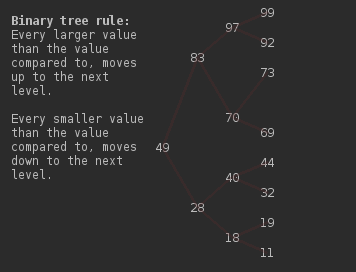 Binary tree rule:
Every larger value
than the value
compared to, moves
up to the next
level.
Every smaller value
than the value
compared to, moves
down to the next
level.
99
97
92
83
73
70
69
49
44
40
32
28
19
18
11